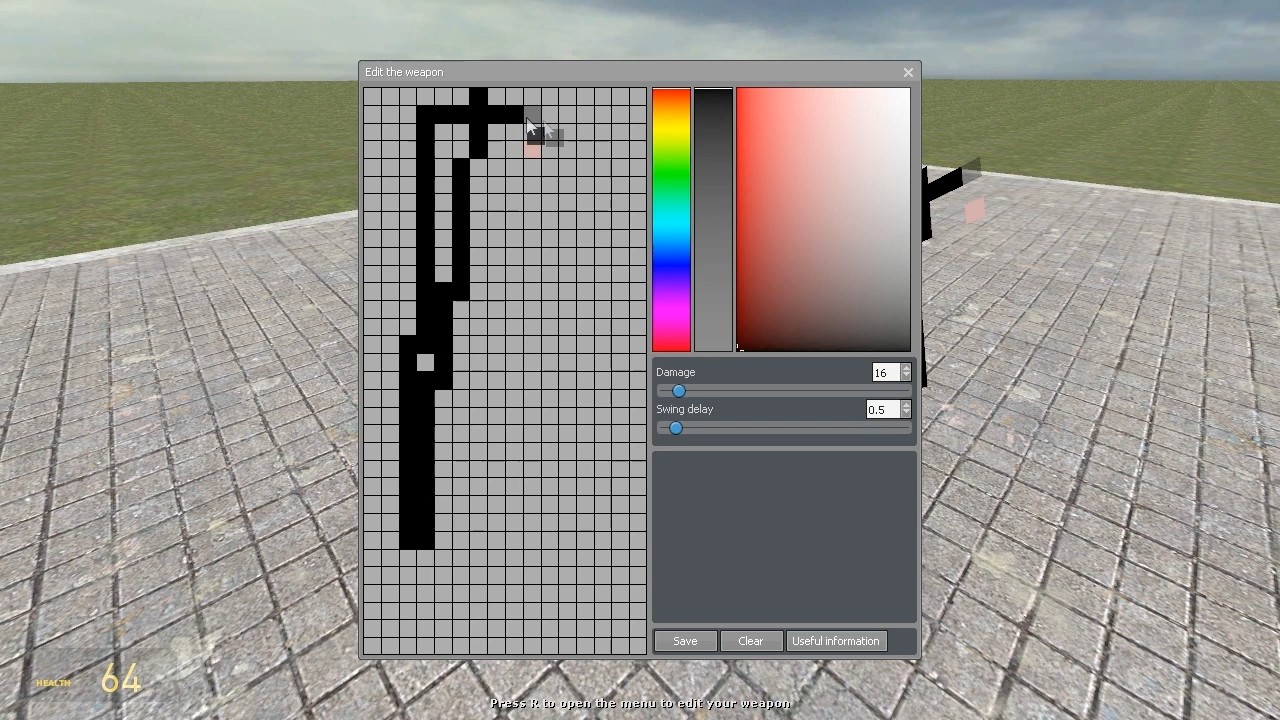 Edit the weapon
Damage
16
Swing delay
0.5
Save
Clear
Useful information
HEALTH 64
Press R to open the menu to edit your weapon